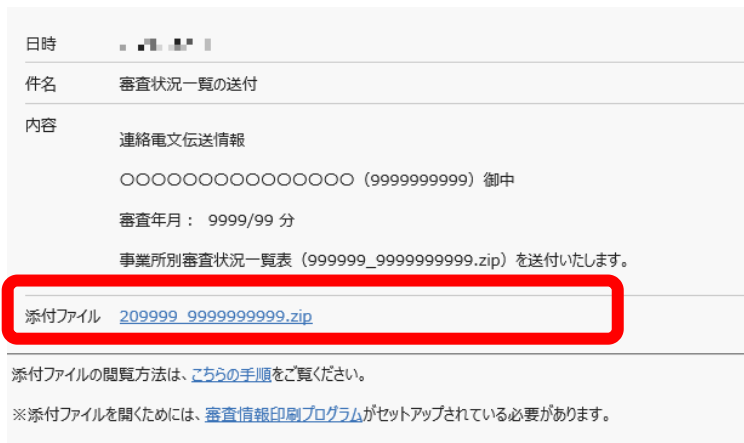 日時
件名 審査状況一覧の送付
内容
連絡電文伝送情報
○○○○○○○○○○○○○○○（9999999999）御中
審査年月： 9999/99 分
事業所別審査状況一覧表（999999_9999999999.zip）を送付いたします。
添付ファイル 209999_9999999999.zip
添付ファイルの閲覧方法は、こちらの手順をご覧ください。
※添付ファイルを開くためには、審査情報印刷プログラムがセットアップされている必要があります。